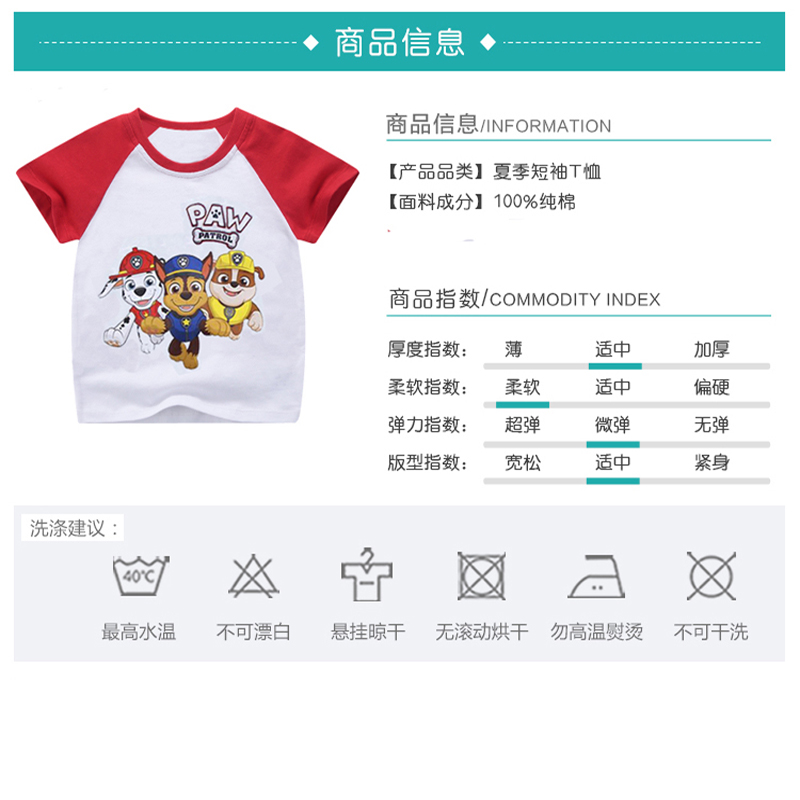 商品信息
商品信息/INFORMATION
【产品品类】夏季短袖T恤
【面料成分】100%纯棉
PAW
PATROL
商品指数/COMMODITY INDEX
厚度指数： 薄 适中 加厚
柔软指数： 柔软 适中 偏硬
弹力指数： 超弹 微弹 无弹
版型指数： 宽松 适中 紧身
洗涤建议：
40℃
最高水温 不可漂白 悬挂晾干 无滚动烘干 勿高温熨烫 不可干洗